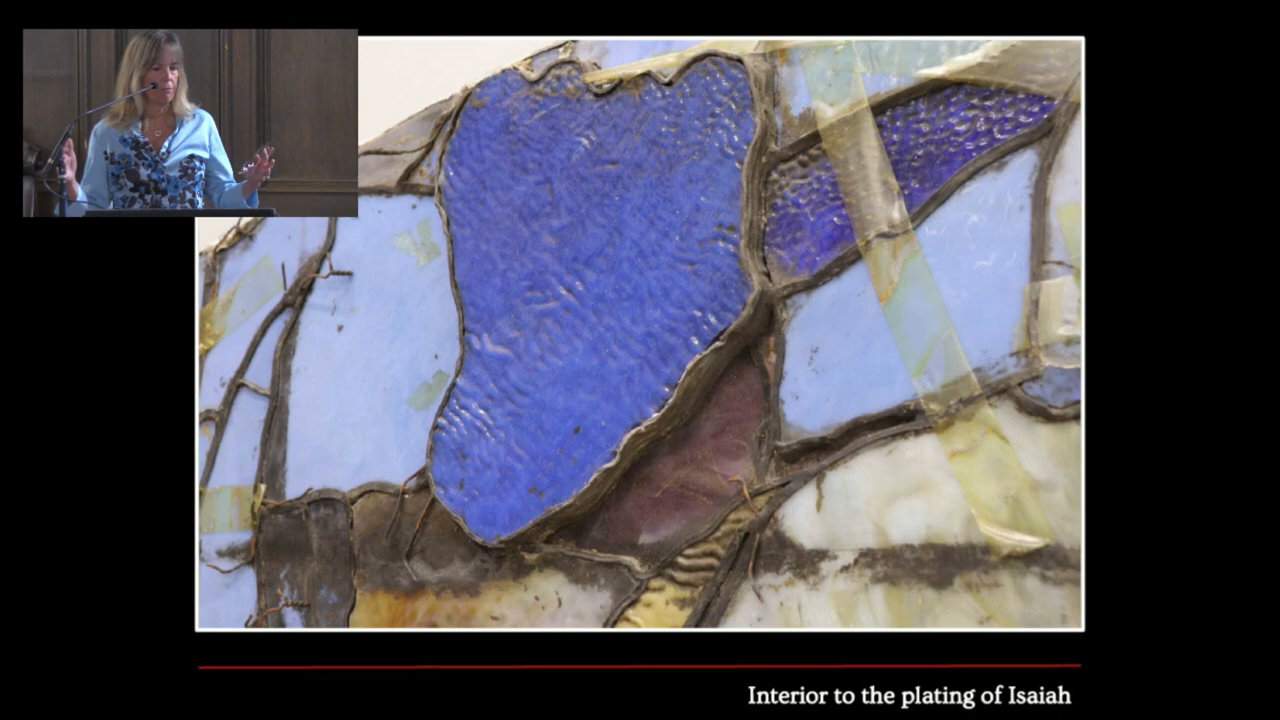 Interior to the plating of Isaiah